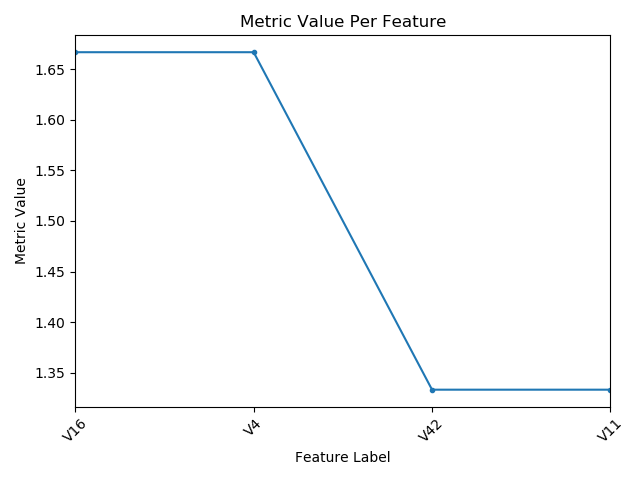 Metric Value Per Feature
Metric Value
1.65
1.60
1.55
1.50
1.45
1.40
1.35
V16
V4
V42
V11
Feature Label